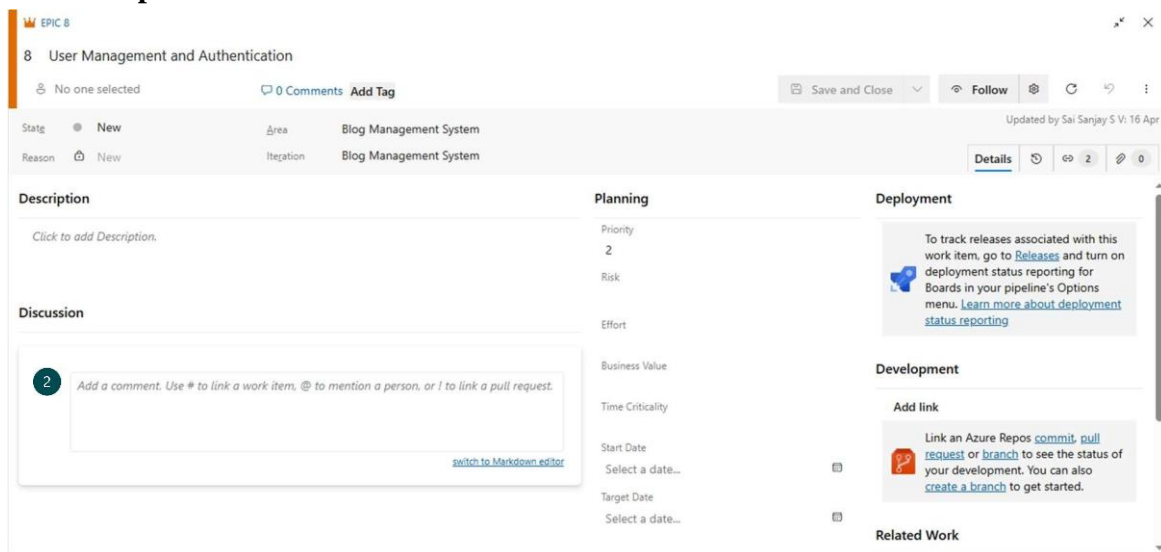 EPIC 8
8 User Management and Authentication
No one selected
0 Comments Add Tag
Save and Close
Follow
State New
Area Blog Management System
Updated by Sai Sanjay S V: 16 Apr
Reason New
Iteration Blog Management System
Details
2
0
Description
Click to add Description.
Discussion
2
Add a comment. Use # to link a work item, @ to mention a person, or ! to link a pull request.
switch to Markdown editor
Planning
Priority
2
Risk
Effort
Business Value
Time Criticality
Start Date
Select a date...
Target Date
Select a date...
Deployment
To track releases associated with this
work item, go to Releases and turn on
deployment status reporting for
Boards in your pipeline's Options
menu. Learn more about deployment
status reporting
Development
Add link
Link an Azure Repos commit, pull
request or branch to see the status of
your development. You can also
create a branch to get started.
Related Work